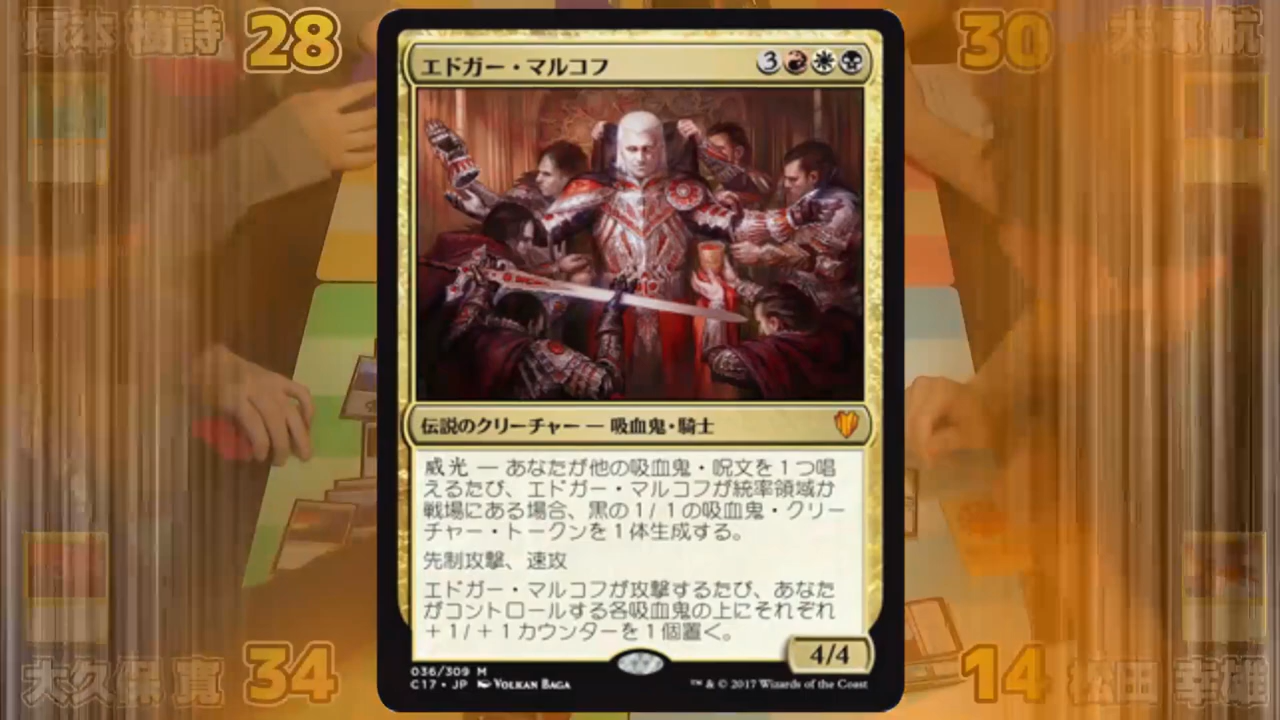 塚本 樹詩 28
30 大塚 航
エドガー・マルコフ 3
伝説のクリーチャー ― 吸血鬼・騎士
威光 ― あなたが他の吸血鬼・呪文を1つ唱
えるたび、エドガー・マルコフが統率領域か
戦場にある場合、黒の1/1の吸血鬼・クリー
チャー・トークンを1体生成する。
先制攻撃、速攻
エドガー・マルコフが攻撃するたび、あなた
がコントロールする各吸血鬼の上にそれぞれ
+1/+1カウンターを1個置く。
4/4
036/309 M
C17・JP Volkan Baga
™ & © 2017 Wizards of the Coast
大久保 寛 34
14 松田 幸雄